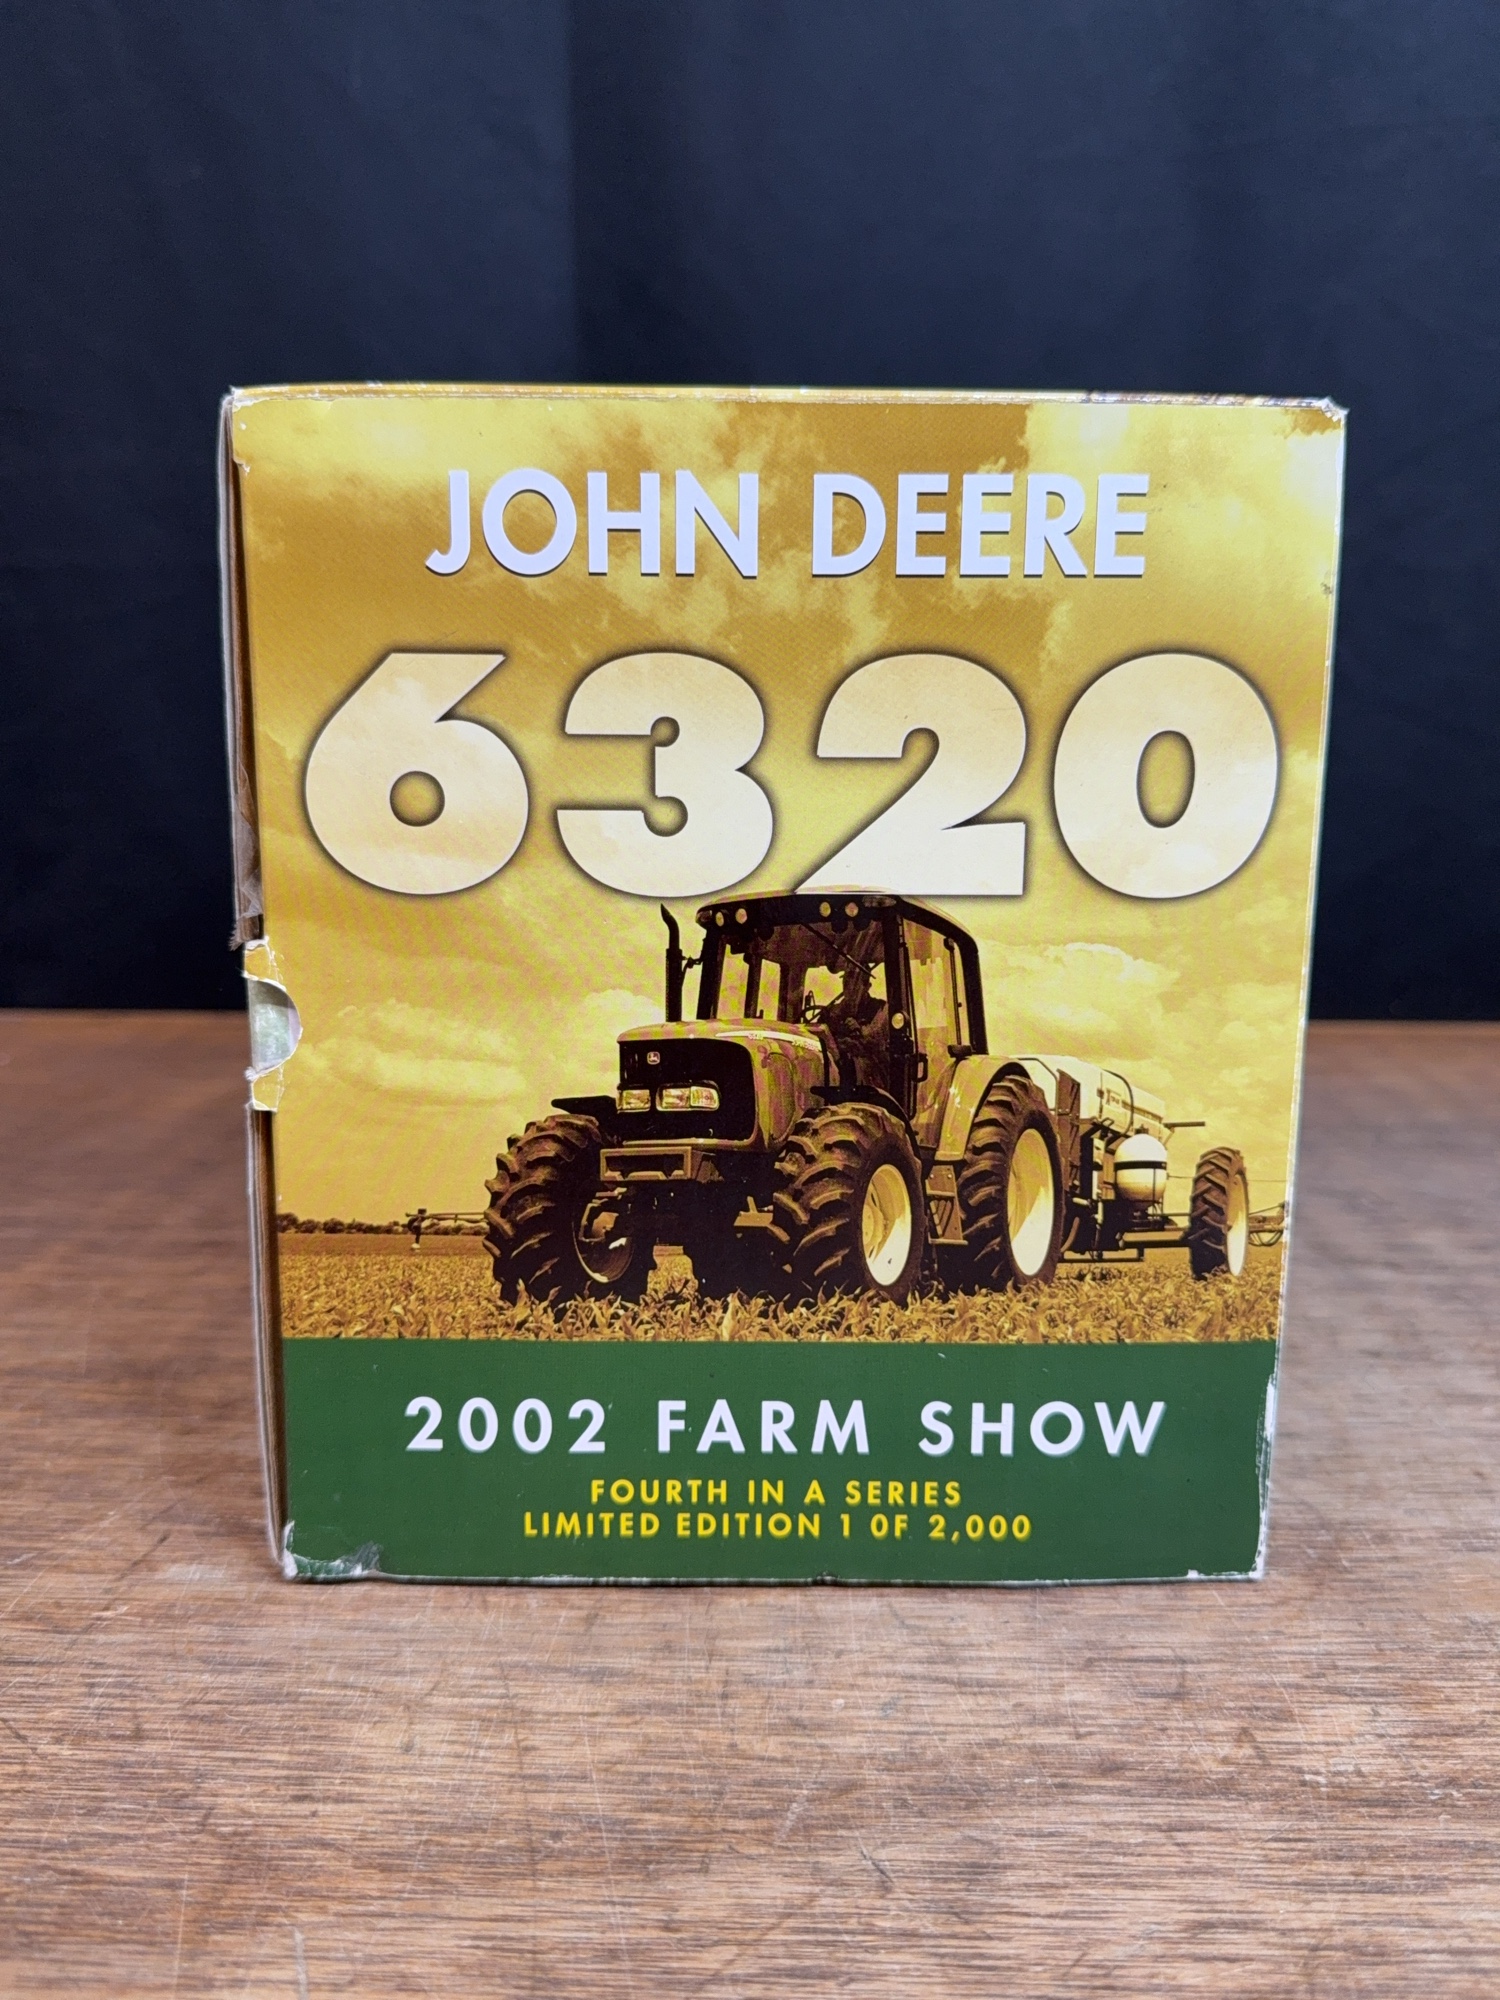 JOHN DEERE
6320
2002 FARM SHOW
FOURTH IN A SERIES
LIMITED EDITION 1 OF 2,000